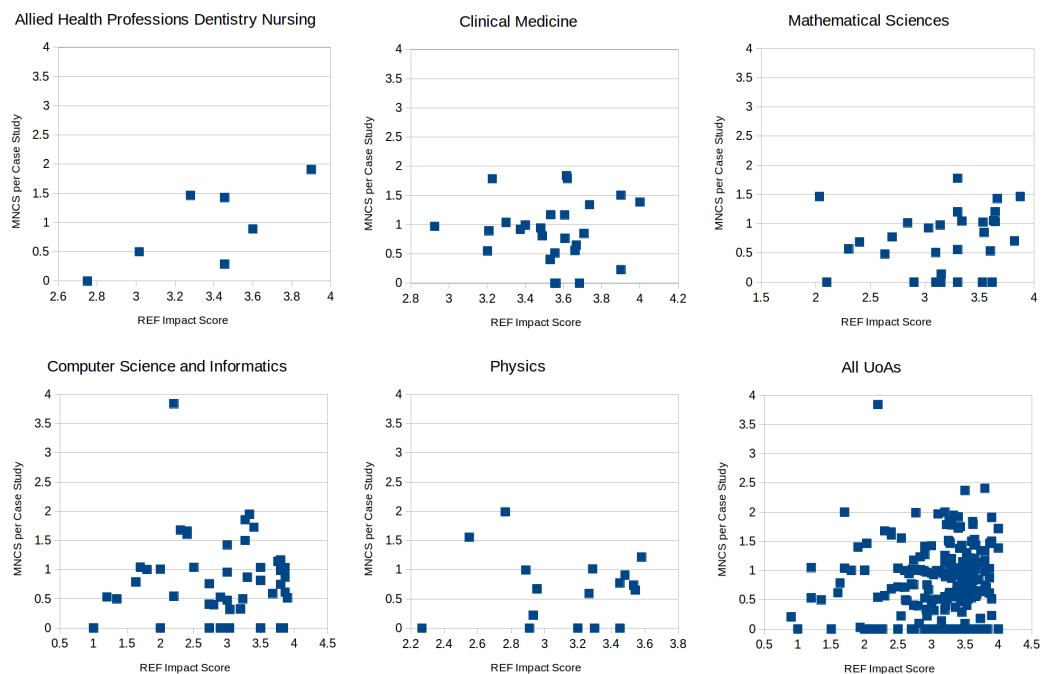 Allied Health Professions Dentistry Nursing
4
3.5
3
2.5
2
1.5
1
0.5
0
MNCS per Case Study
2.6 2.8 3 3.2 3.4 3.6 3.8 4
REF Impact Score
Clinical Medicine
4
3.5
3
2.5
2
1.5
1
0.5
0
MNCS per Case Study
2.8 3 3.2 3.4 3.6 3.8 4 4.2
REF Impact Score
Mathematical Sciences
4
3.5
3
2.5
2
1.5
1
0.5
0
MNCS per Case Study
1.5 2 2.5 3 3.5 4
REF Impact Score
Computer Science and Informatics
4
3.5
3
2.5
2
1.5
1
0.5
0
MNCS per Case Study
0.5 1 1.5 2 2.5 3 3.5 4 4.5
REF Impact Score
Physics
4
3.5
3
2.5
2
1.5
1
0.5
0
MNCS per Case Study
2.2 2.4 2.6 2.8 3 3.2 3.4 3.6 3.8
REF Impact Score
All UoAs
4
3.5
3
2.5
2
1.5
1
0.5
0
MNCS per Case Study
0.5 1 1.5 2 2.5 3 3.5 4 4.5
REF Impact Score